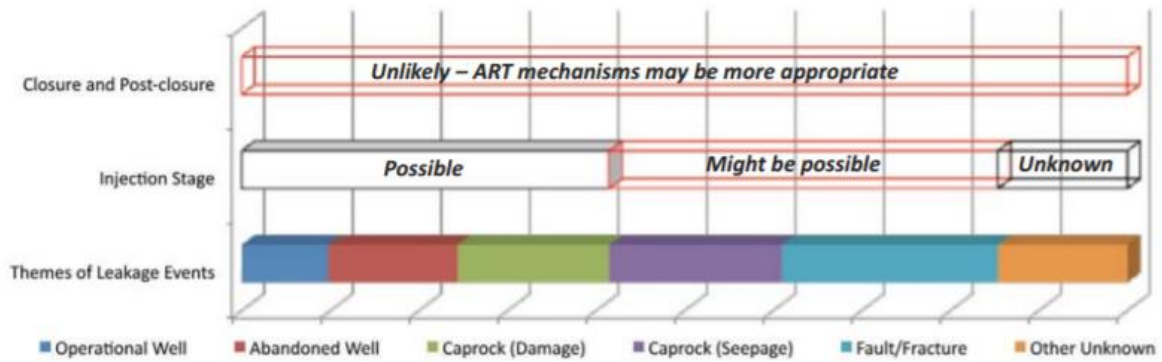 Closure and Post-closure
Unlikely – ART mechanisms may be more appropriate
Injection Stage
Possible
Might be possible
Unknown
Themes of Leakage Events
Operational Well
Abandoned Well
Caprock (Damage)
Caprock (Seepage)
Fault/Fracture
Other Unknown